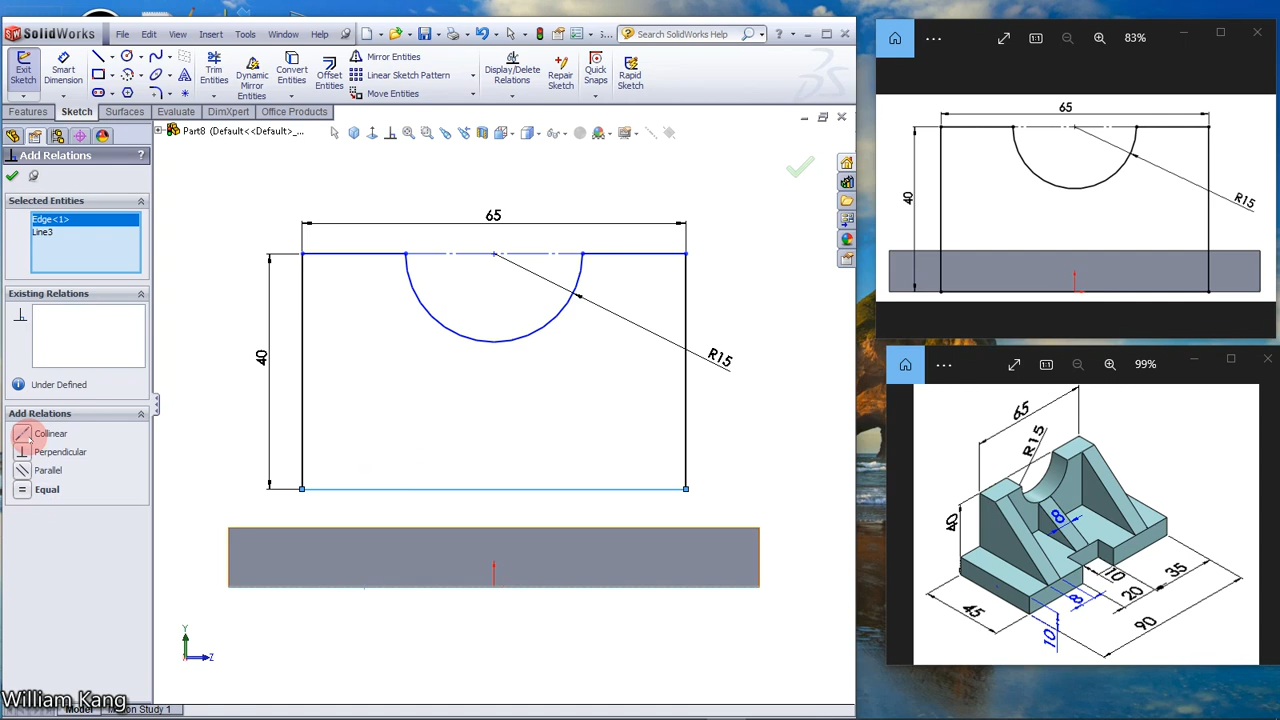 SolidWorks File Edit View Insert Tools Window Help Search SolidWorks Help
Exit Sketch Smart Dimension Trim Entities Dynamic Mirror Entities Convert Entities Offset Entities Mirror Entities Linear Sketch Pattern Move Entities Display/Delete Relations Repair Sketch Quick Snaps Rapid Sketch
Features Sketch Surfaces Evaluate DimXpert Office Products
Part8 (Default<<Default>_...
Add Relations ?
Selected Entities
Edge<1>
Line3
Existing Relations
Under Defined
Add Relations
Collinear
Perpendicular
Parallel
Equal
65
40
R15
Y
Z
William Kang
Model
Motion Study 1
83%
65
40
R15
99%
65
R15
40
8
10
35
20
8
90
45
10